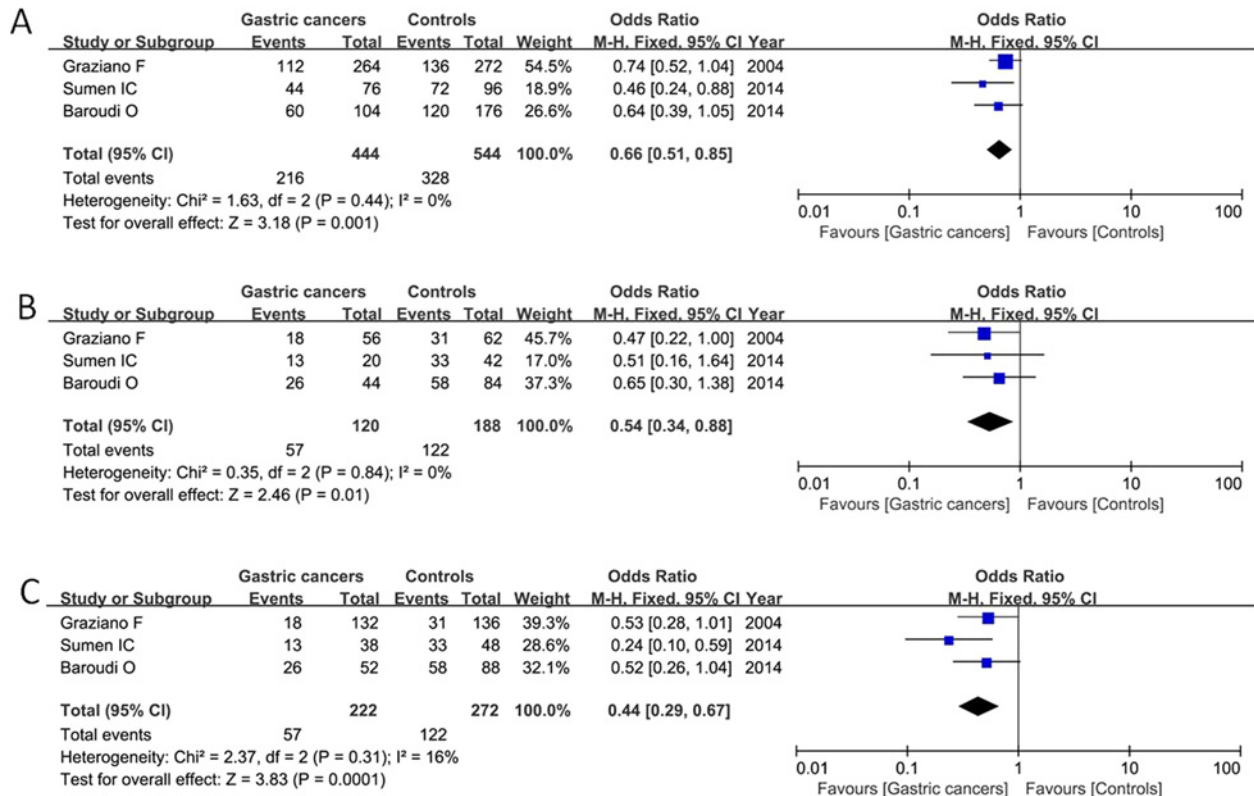 A
Gastric cancers Controls Odds Ratio Odds Ratio
Study or Subgroup Events Total Events Total Weight M-H, Fixed, 95% CI Year M-H, Fixed, 95% CI
Graziano F 112 264 136 272 54.5% 0.74 [0.52, 1.04] 2004
Sumen IC 44 76 72 96 18.9% 0.46 [0.24, 0.88] 2014
Baroudi O 60 104 120 176 26.6% 0.64 [0.39, 1.05] 2014
Total (95% CI) 444 544 100.0% 0.66 [0.51, 0.85]
Total events 216 328
Heterogeneity: Chi² = 1.63, df = 2 (P = 0.44); I² = 0%
Test for overall effect: Z = 3.18 (P = 0.001)
0.01 0.1 1 10 100
Favours [Gastric cancers] Favours [Controls]
B
Gastric cancers Controls Odds Ratio Odds Ratio
Study or Subgroup Events Total Events Total Weight M-H, Fixed, 95% CI Year M-H, Fixed, 95% CI
Graziano F 18 56 31 62 45.7% 0.47 [0.22, 1.00] 2004
Sumen IC 13 20 33 42 17.0% 0.51 [0.16, 1.64] 2014
Baroudi O 26 44 58 84 37.3% 0.65 [0.30, 1.38] 2014
Total (95% CI) 120 188 100.0% 0.54 [0.34, 0.88]
Total events 57 122
Heterogeneity: Chi² = 0.35, df = 2 (P = 0.84); I² = 0%
Test for overall effect: Z = 2.46 (P = 0.01)
0.01 0.1 1 10 100
Favours [Gastric cancers] Favours [Controls]
C
Gastric cancers Controls Odds Ratio Odds Ratio
Study or Subgroup Events Total Events Total Weight M-H, Fixed, 95% CI Year M-H, Fixed, 95% CI
Graziano F 18 132 31 136 39.3% 0.53 [0.28, 1.01] 2004
Sumen IC 13 38 33 48 28.6% 0.24 [0.10, 0.59] 2014
Baroudi O 26 52 58 88 32.1% 0.52 [0.26, 1.04] 2014
Total (95% CI) 222 272 100.0% 0.44 [0.29, 0.67]
Total events 57 122
Heterogeneity: Chi² = 2.37, df = 2 (P = 0.31); I² = 16%
Test for overall effect: Z = 3.83 (P = 0.0001)
0.01 0.1 1 10 100
Favours [Gastric cancers] Favours [Controls]